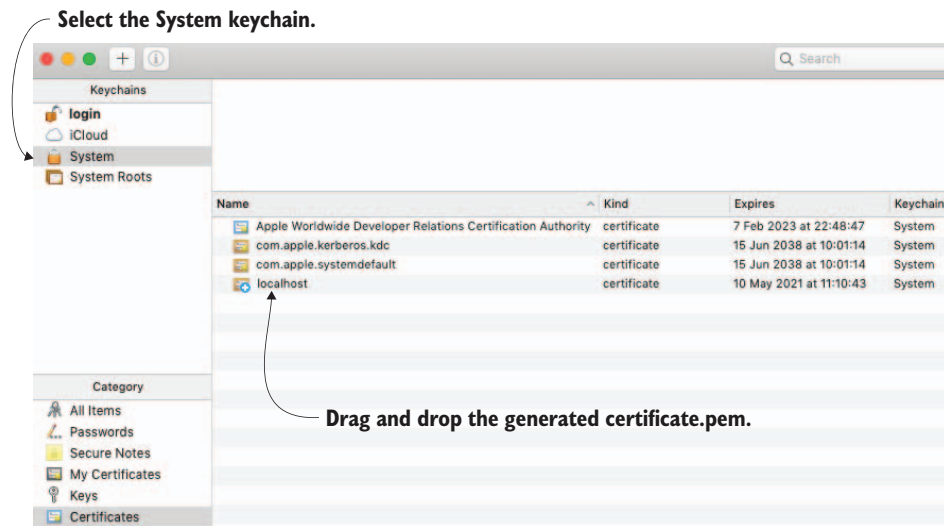 Select the System keychain.
Search
Keychains
login
iCloud
System
System Roots
Name Kind Expires Keychain
Apple Worldwide Developer Relations Certification Authority certificate 7 Feb 2023 at 22:48:47 System
com.apple.kerberos.kdc certificate 15 Jun 2038 at 10:01:14 System
com.apple.systemdefault certificate 15 Jun 2038 at 10:01:14 System
localhost certificate 10 May 2021 at 11:10:43 System
Drag and drop the generated certificate.pem.
Category
All Items
Passwords
Secure Notes
My Certificates
Keys
Certificates